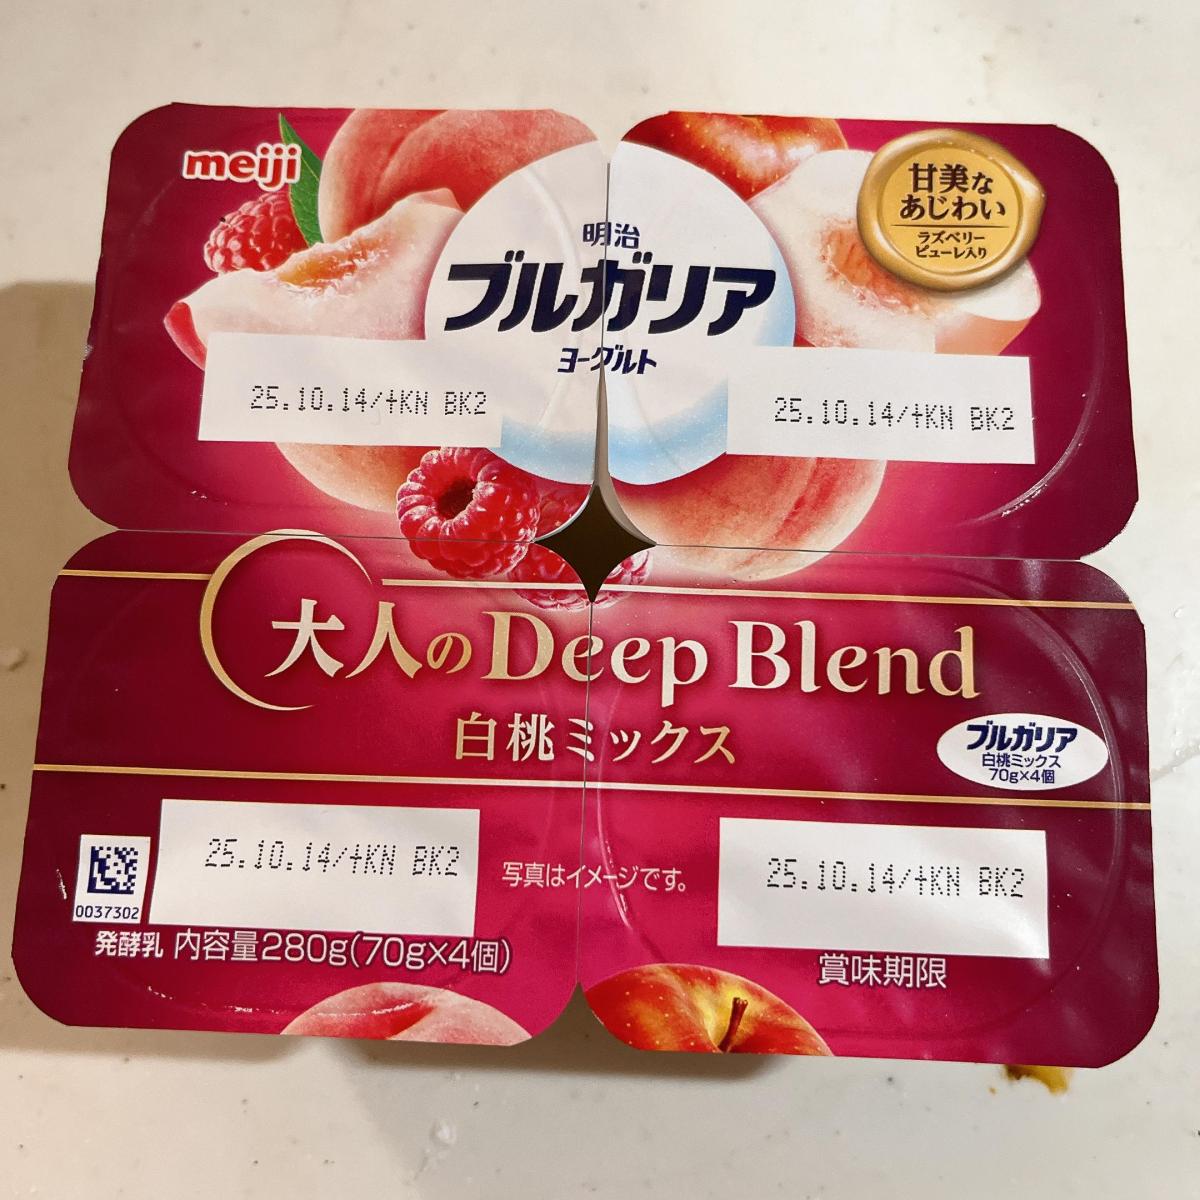 meiji
明治
ブルガリア
ヨーグルト
甘美な
あじわい
ラズベリー
ピューレ入り
25.10.14/+KN BK2
25.10.14/+KN BK2
大人のDeep Blend
白桃ミックス
ブルガリア
白桃ミックス
70g×4個
25.10.14/+KN BK2
写真はイメージです。
25.10.14/+KN BK2
0037302
発酵乳 内容量280g(70g×4個)
賞味期限